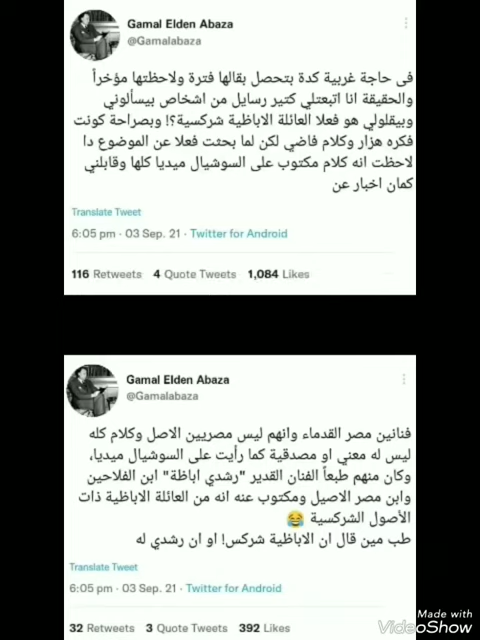 Gamal Elden Abaza
@Gamalabaza
فى حاجة غريبة كدة بتحصل بقالها فترة ولاحظتها مؤخراً
والحقيقة انا اتبعتلي كتير رسايل من اشخاص بيسألوني
وبيقلولي هو فعلا العائلة الاباظية شركسية؟! وبصراحة كونت
فكره هزار وكلام فاضي لكن لما بحثت فعلا عن الموضوع دا
لاحظت انه كلام مكتوب على السوشيال ميديا كلها وقابلني
كمان اخبار عن
Translate Tweet
6:05 pm · 03 Sep. 21 · Twitter for Android
116 Retweets 4 Quote Tweets 1,084 Likes
Gamal Elden Abaza
@Gamalabaza
فنانين مصر القدماء وانهم ليس مصريين الاصل وكلام كله
ليس له معني او مصدقية كما رأيت على السوشيال ميديا،
وكان منهم طبعاً الفنان القدير "رشدي اباظة" ابن الفلاحين
وابن مصر الاصيل ومكتوب عنه انه من العائلة الاباظية ذات
الأصول الشركسية 😂
طب مين قال ان الاباظية شركس! او ان رشدي له
Translate Tweet
6:05 pm · 03 Sep. 21 · Twitter for Android
32 Retweets 3 Quote Tweets 392 Likes
Made with
VideoShow